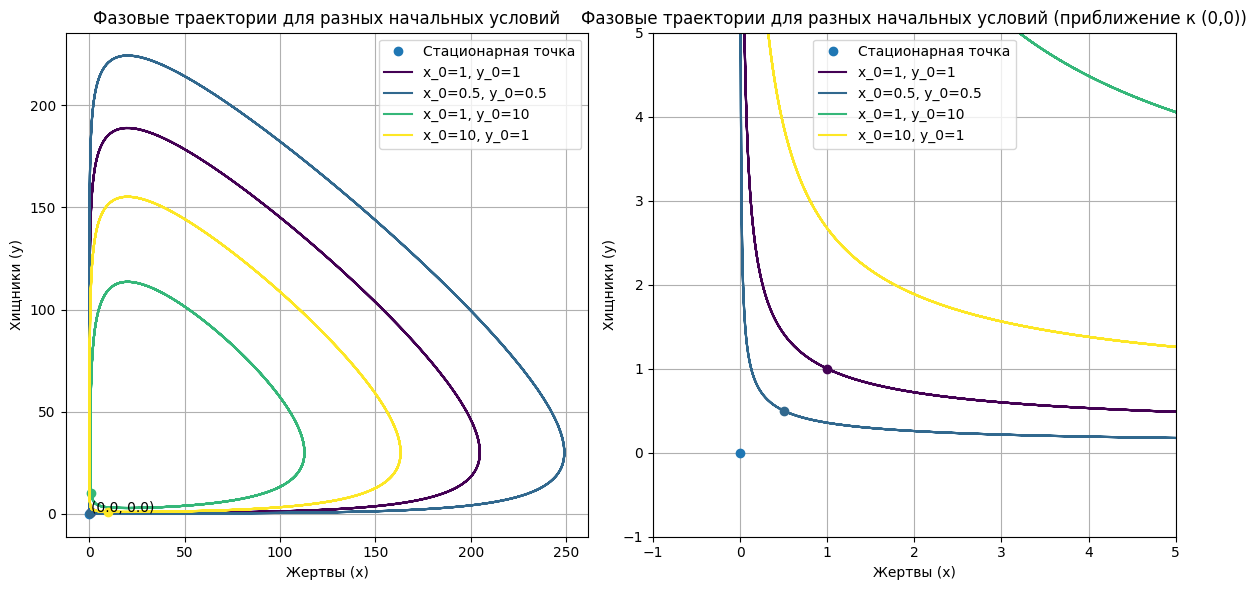 Фазовые траектории для разных начальных условий
Хищники (y)
200
150
100
50
0
Стационарная точка
x_0=1, y_0=1
x_0=0.5, y_0=0.5
x_0=1, y_0=10
x_0=10, y_0=1
(0.0, 0.0)
0 50 100 150 200 250
Жертвы (x)
Фазовые траектории для разных начальных условий (приближение к (0,0))
Хищники (y)
5
4
3
2
1
0
−1
Стационарная точка
x_0=1, y_0=1
x_0=0.5, y_0=0.5
x_0=1, y_0=10
x_0=10, y_0=1
−1 0 1 2 3 4 5
Жертвы (x)